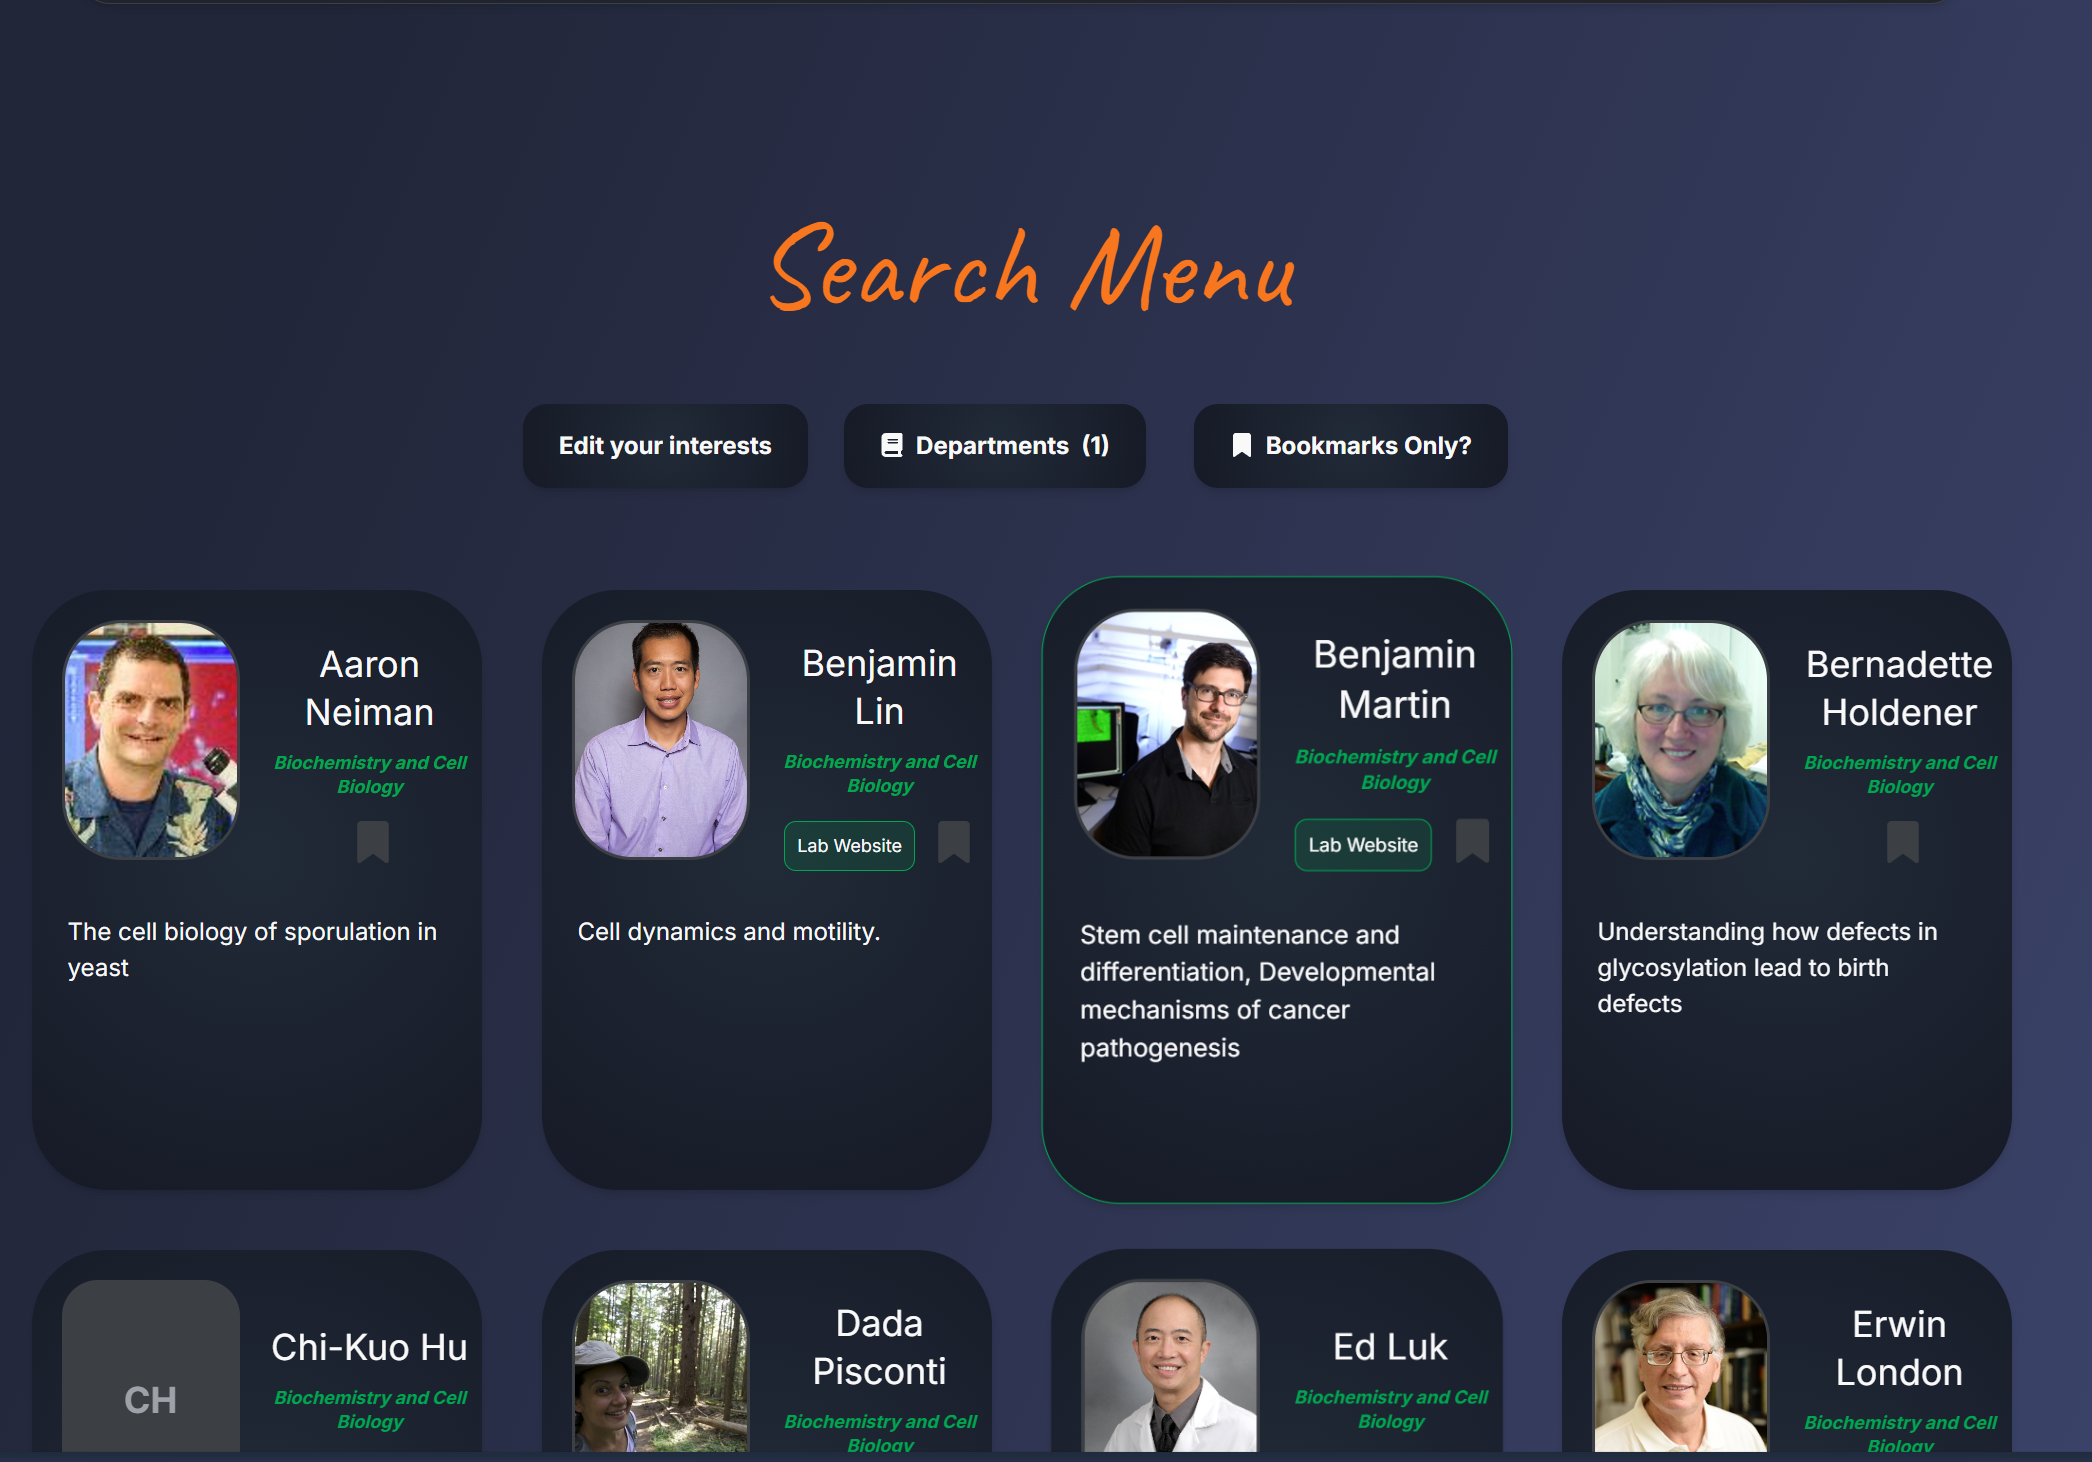 Search Menu
Edit your interests
Departments (1)
Bookmarks Only?
Aaron
Neiman
Biochemistry and Cell
Biology
The cell biology of sporulation in
yeast
Benjamin
Lin
Biochemistry and Cell
Biology
Lab Website
Cell dynamics and motility.
Benjamin
Martin
Biochemistry and Cell
Biology
Lab Website
Stem cell maintenance and
differentiation, Developmental
mechanisms of cancer
pathogenesis
Bernadette
Holdener
Biochemistry and Cell
Biology
Understanding how defects in
glycosylation lead to birth
defects
CH
Chi-Kuo Hu
Biochemistry and Cell
Biology
Dada
Pisconti
Biochemistry and Cell
Biology
Ed Luk
Biochemistry and Cell
Biology
Erwin
London
Biochemistry and Cell
Biology